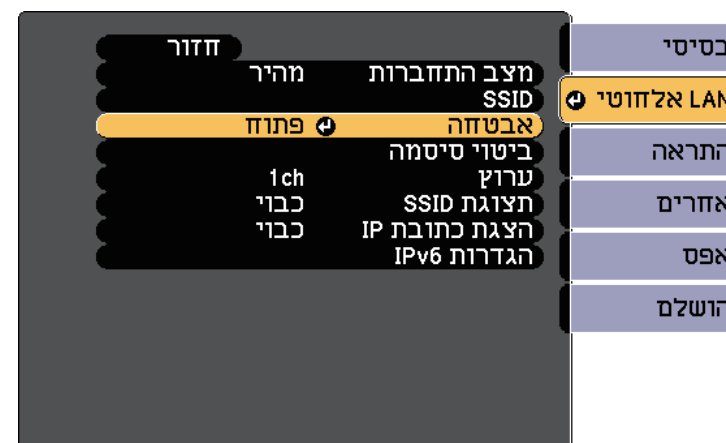 חזור
מצב התחברות מהיר
SSID
אבטחה פתוח
ביטוי סיסמה
ערוץ 1ch
תצוגת SSID כבוי
הצגת כתובת IP כבוי
הגדרות IPv6
בסיסי
LAN אלחוטי
התראה
אחרים
אפס
הושלם